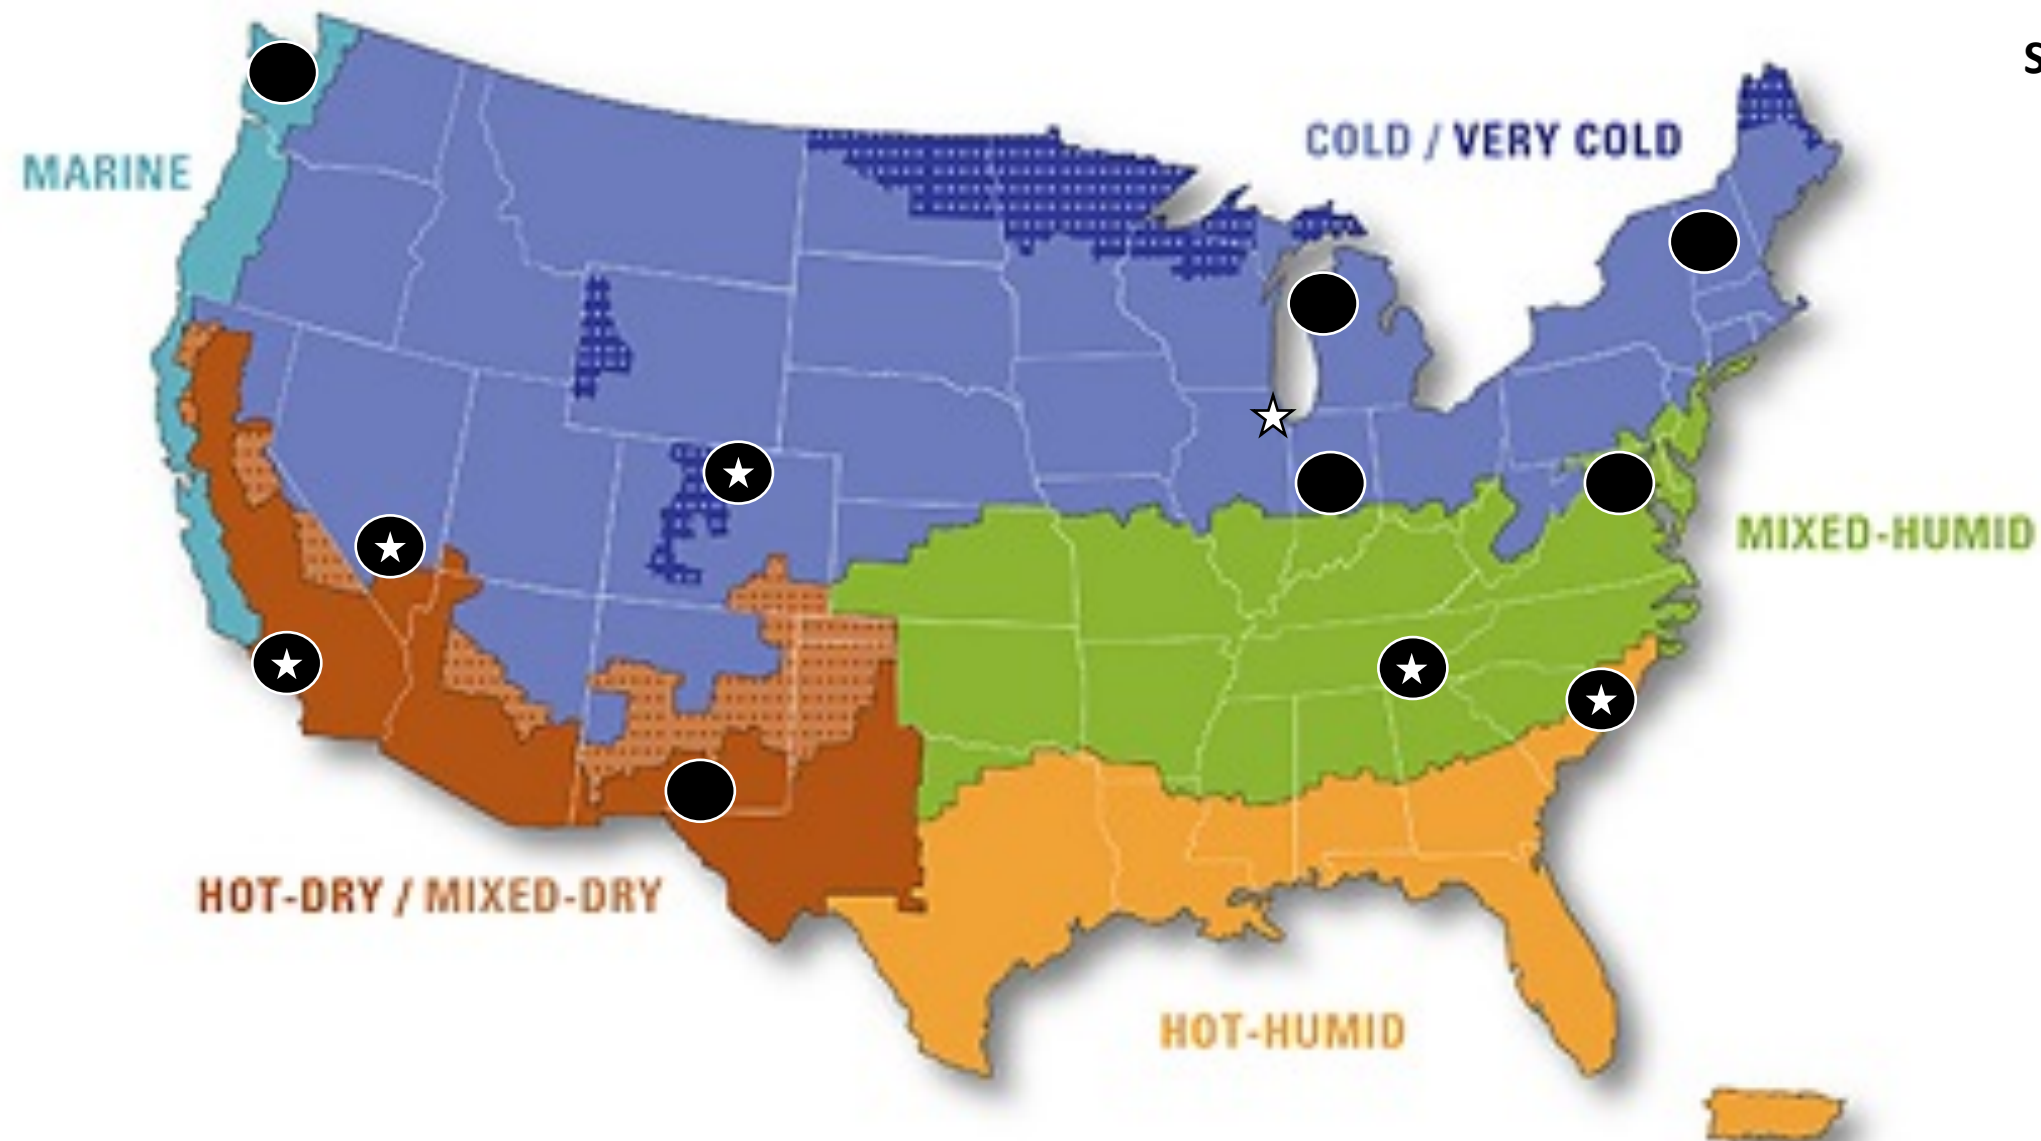 S
COLD / VERY COLD
MARINE
MIXED-HUMID
HOT-DRY / MIXED-DRY
HOT-HUMID